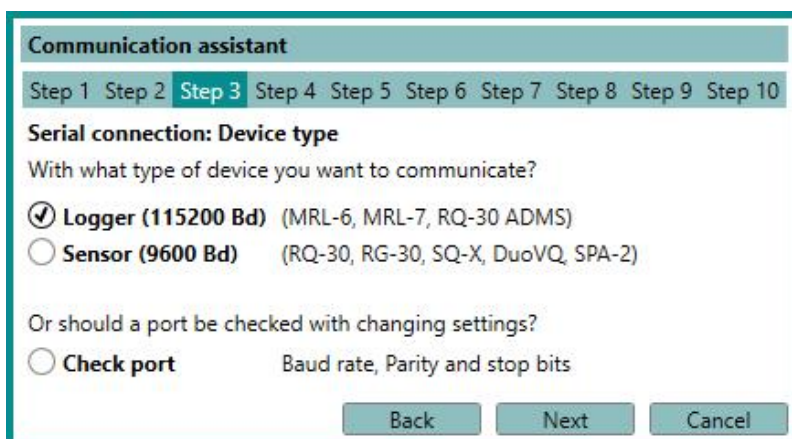 Communication assistant
Step 1 Step 2 Step 3 Step 4 Step 5 Step 6 Step 7 Step 8 Step 9 Step 10
Serial connection: Device type
With what type of device you want to communicate?
Logger (115200 Bd) (MRL-6, MRL-7, RQ-30 ADMS)
Sensor (9600 Bd) (RQ-30, RG-30, SQ-X, DuoVQ, SPA-2)
Or should a port be checked with changing settings?
Check port Baud rate, Parity and stop bits
Back Next Cancel